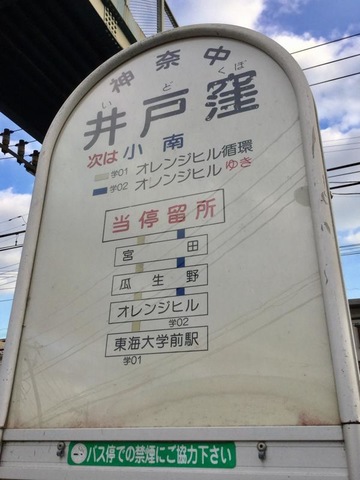 神奈中
いどくぼ
井戸窪
次は 小南
学01 オレンジヒル循環
学02 オンノジヒル ゆき
当停留所
宮田
瓜生野
オレンジヒル
学02
東海大学前駅
学01
バス停での禁煙にご協力下さい